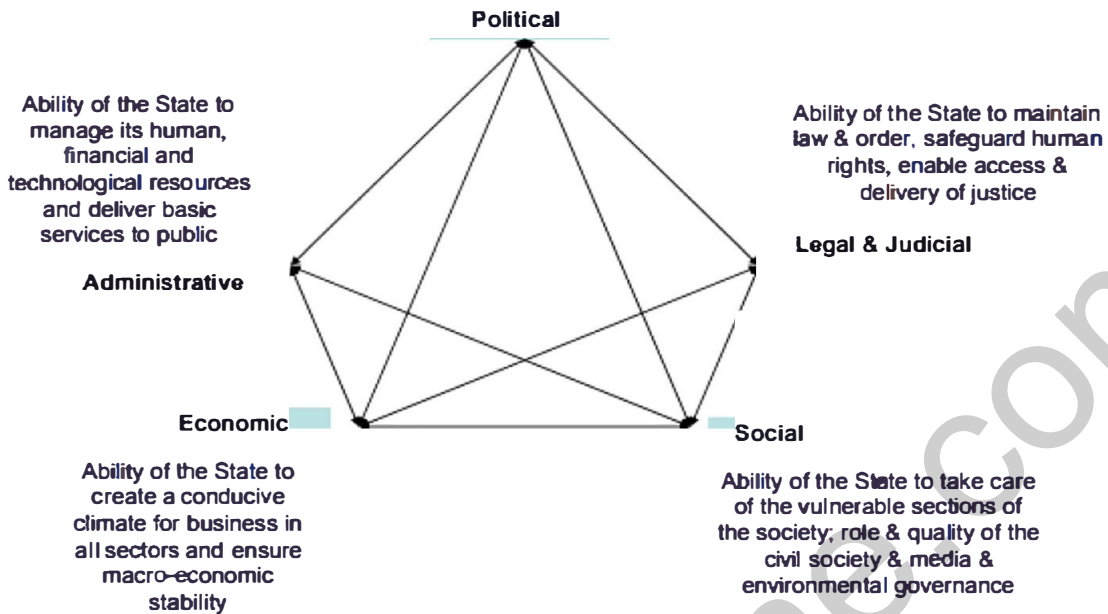 Political
Ability of the State to
manage its human,
financial and
technological resources
and deliver basic
services to public
Administrative
Ability of the State to maintain
law & order, safeguard human
rights, enable access &
delivery of justice
Legal & Judicial
Economic
Ability of the State to
create a conducive
climate for business in
all sectors and ensure
macro-economic
stability
Social
Ability of the State to take care
of the vulnerable sections of
the society; role & quality of the
civil society & media &
environmental governance